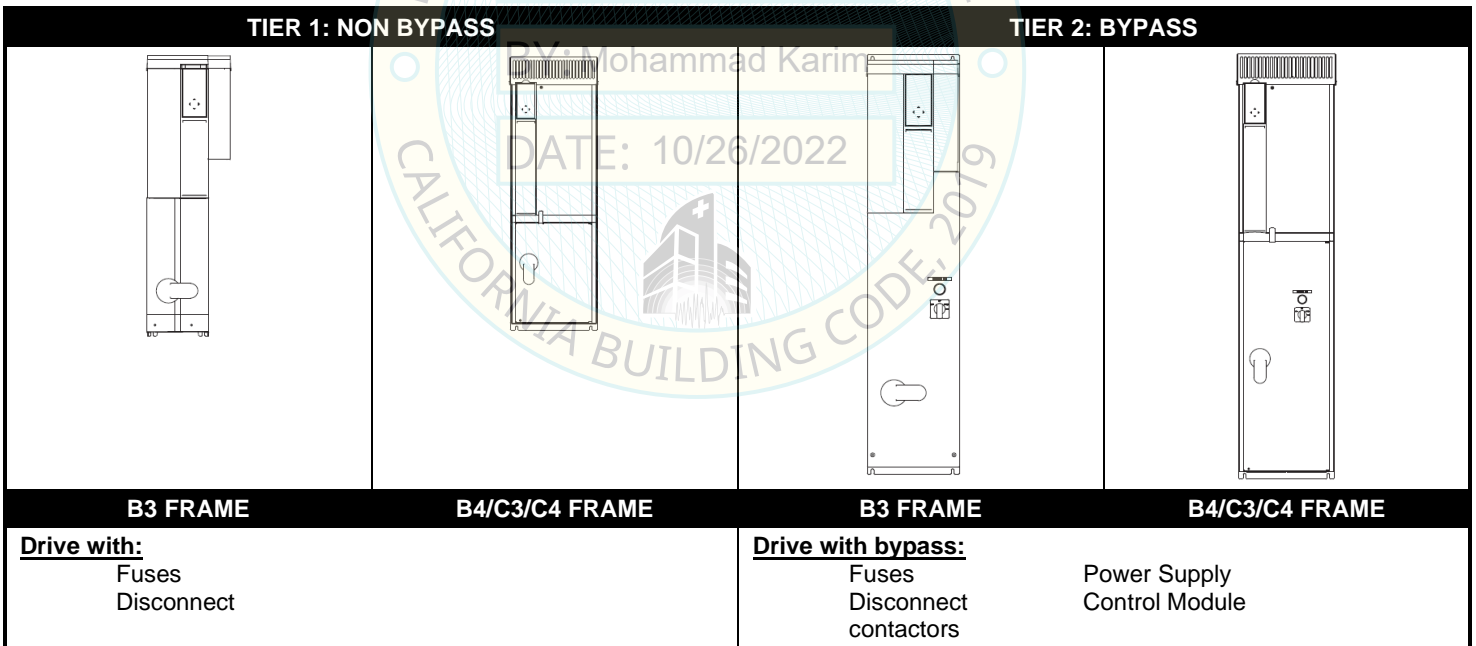 TIER 1: NON BYPASS TIER 2: BYPASS
BY: Mohammad Karim
DATE: 10/26/2022
CALIFORNIA BUILDING CODE, 2019
B3 FRAME B4/C3/C4 FRAME B3 FRAME B4/C3/C4 FRAME
Drive with:
Fuses
Disconnect
Drive with bypass:
Fuses Power Supply
Disconnect Control Module
contactors